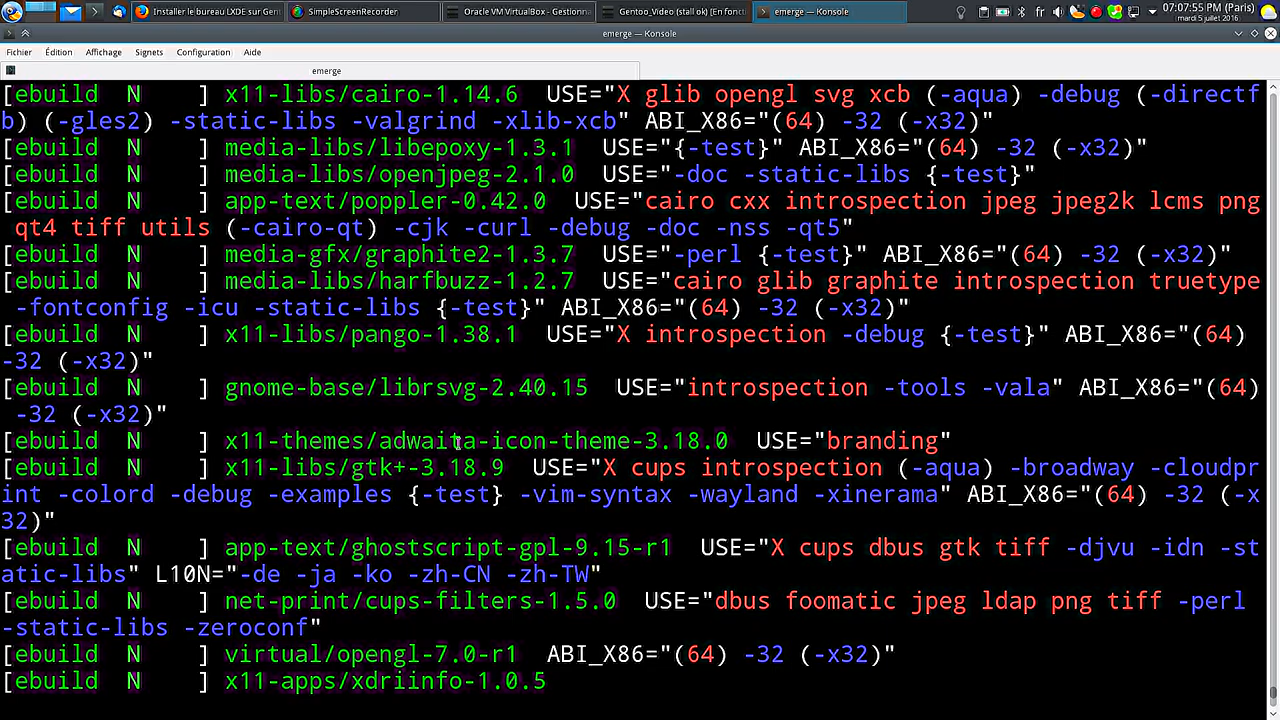 Installer le bureau LXDE sur Gen
SimpleScreenRecorder
Oracle VM VirtualBox - Gestionna
Gentoo_Video (stall ok) [En fonct
emerge — Konsole
fr
07:07:55 PM (Paris)
mardi 5 juillet 2016
emerge — Konsole
Fichier Édition Affichage Signets Configuration Aide
emerge
[ebuild  N     ] x11-libs/cairo-1.14.6  USE="X glib opengl svg xcb (-aqua) -debug (-directf
b) (-gles2) -static-libs -valgrind -xlib-xcb" ABI_X86="(64) -32 (-x32)"
[ebuild  N     ] media-libs/libepoxy-1.3.1  USE="{-test}" ABI_X86="(64) -32 (-x32)"
[ebuild  N     ] media-libs/openjpeg-2.1.0  USE="-doc -static-libs {-test}"
[ebuild  N     ] app-text/poppler-0.42.0  USE="cairo cxx introspection jpeg jpeg2k lcms png
qt4 tiff utils (-cairo-qt) -cjk -curl -debug -doc -nss -qt5"
[ebuild  N     ] media-gfx/graphite2-1.3.7  USE="-perl {-test}" ABI_X86="(64) -32 (-x32)"
[ebuild  N     ] media-libs/harfbuzz-1.2.7  USE="cairo glib graphite introspection truetype
-fontconfig -icu -static-libs {-test}" ABI_X86="(64) -32 (-x32)"
[ebuild  N     ] x11-libs/pango-1.38.1  USE="X introspection -debug {-test}" ABI_X86="(64)
-32 (-x32)"
[ebuild  N     ] gnome-base/librsvg-2.40.15  USE="introspection -tools -vala" ABI_X86="(64)
-32 (-x32)"
[ebuild  N     ] x11-themes/adwaita-icon-theme-3.18.0  USE="branding"
[ebuild  N     ] x11-libs/gtk+-3.18.9  USE="X cups introspection (-aqua) -broadway -cloudpr
int -colord -debug -examples {-test} -vim-syntax -wayland -xinerama" ABI_X86="(64) -32 (-x
32)"
[ebuild  N     ] app-text/ghostscript-gpl-9.15-r1  USE="X cups dbus gtk tiff -djvu -idn -st
atic-libs" L10N="-de -ja -ko -zh-CN -zh-TW"
[ebuild  N     ] net-print/cups-filters-1.5.0  USE="dbus foomatic jpeg ldap png tiff -perl
-static-libs -zeroconf"
[ebuild  N     ] virtual/opengl-7.0-r1  ABI_X86="(64) -32 (-x32)"
[ebuild  N     ] x11-apps/xdriinfo-1.0.5